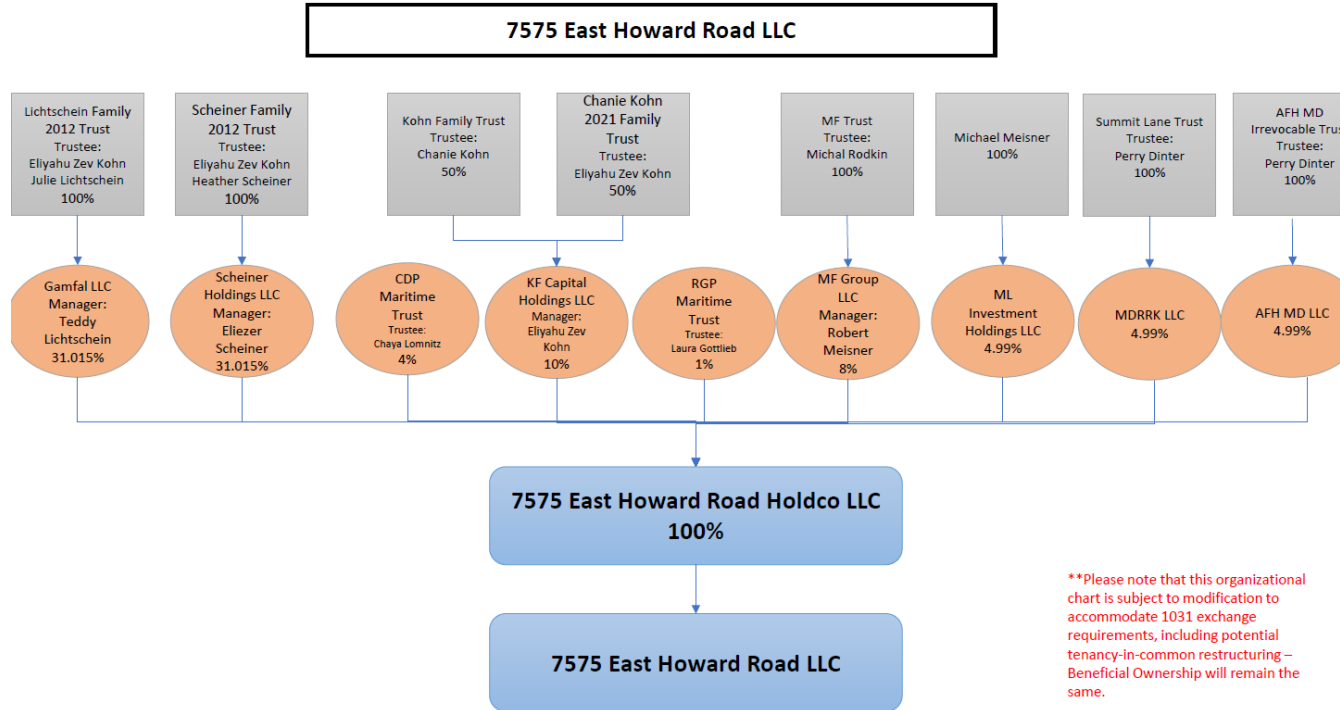 7575 East Howard Road LLC
Lichtschein Family
2012 Trust
Trustee:
Eliyahu Zev Kohn
Julie Lichtschein
100%
Scheiner Family
2012 Trust
Trustee:
Eliyahu Zev Kohn
Heather Scheiner
100%
Kohn Family Trust
Trustee:
Chanie Kohn
50%
Chanie Kohn
2021 Family
Trust
Trustee:
Eliyahu Zev Kohn
50%
MF Trust
Trustee:
Michal Rodkin
100%
Michael Meisner
100%
Summit Lane Trust
Trustee:
Perry Dinter
100%
AFH MD
Irrevocable Trus
Trustee:
Perry Dinter
100%
Gamfal LLC
Manager:
Teddy
Lichtschein
31.015%
Scheiner
Holdings LLC
Manager:
Eliezer
Scheiner
31.015%
CDP
Maritime
Trust
Trustee:
Chaya Lomnitz
4%
KF Capital
Holdings LLC
Manager:
Eliyahu Zev
Kohn
10%
RGP
Maritime
Trust
Trustee:
Laura Gottlieb
1%
MF Group
LLC
Manager:
Robert
Meisner
8%
ML
Investment
Holdings LLC
4.99%
MDRRK LLC
4.99%
AFH MD LLC
4.99%
7575 East Howard Road Holdco LLC
100%
7575 East Howard Road LLC
**Please note that this organizational
chart is subject to modification to
accommodate 1031 exchange
requirements, including potential
tenancy-in-common restructuring –
Beneficial Ownership will remain the
same.